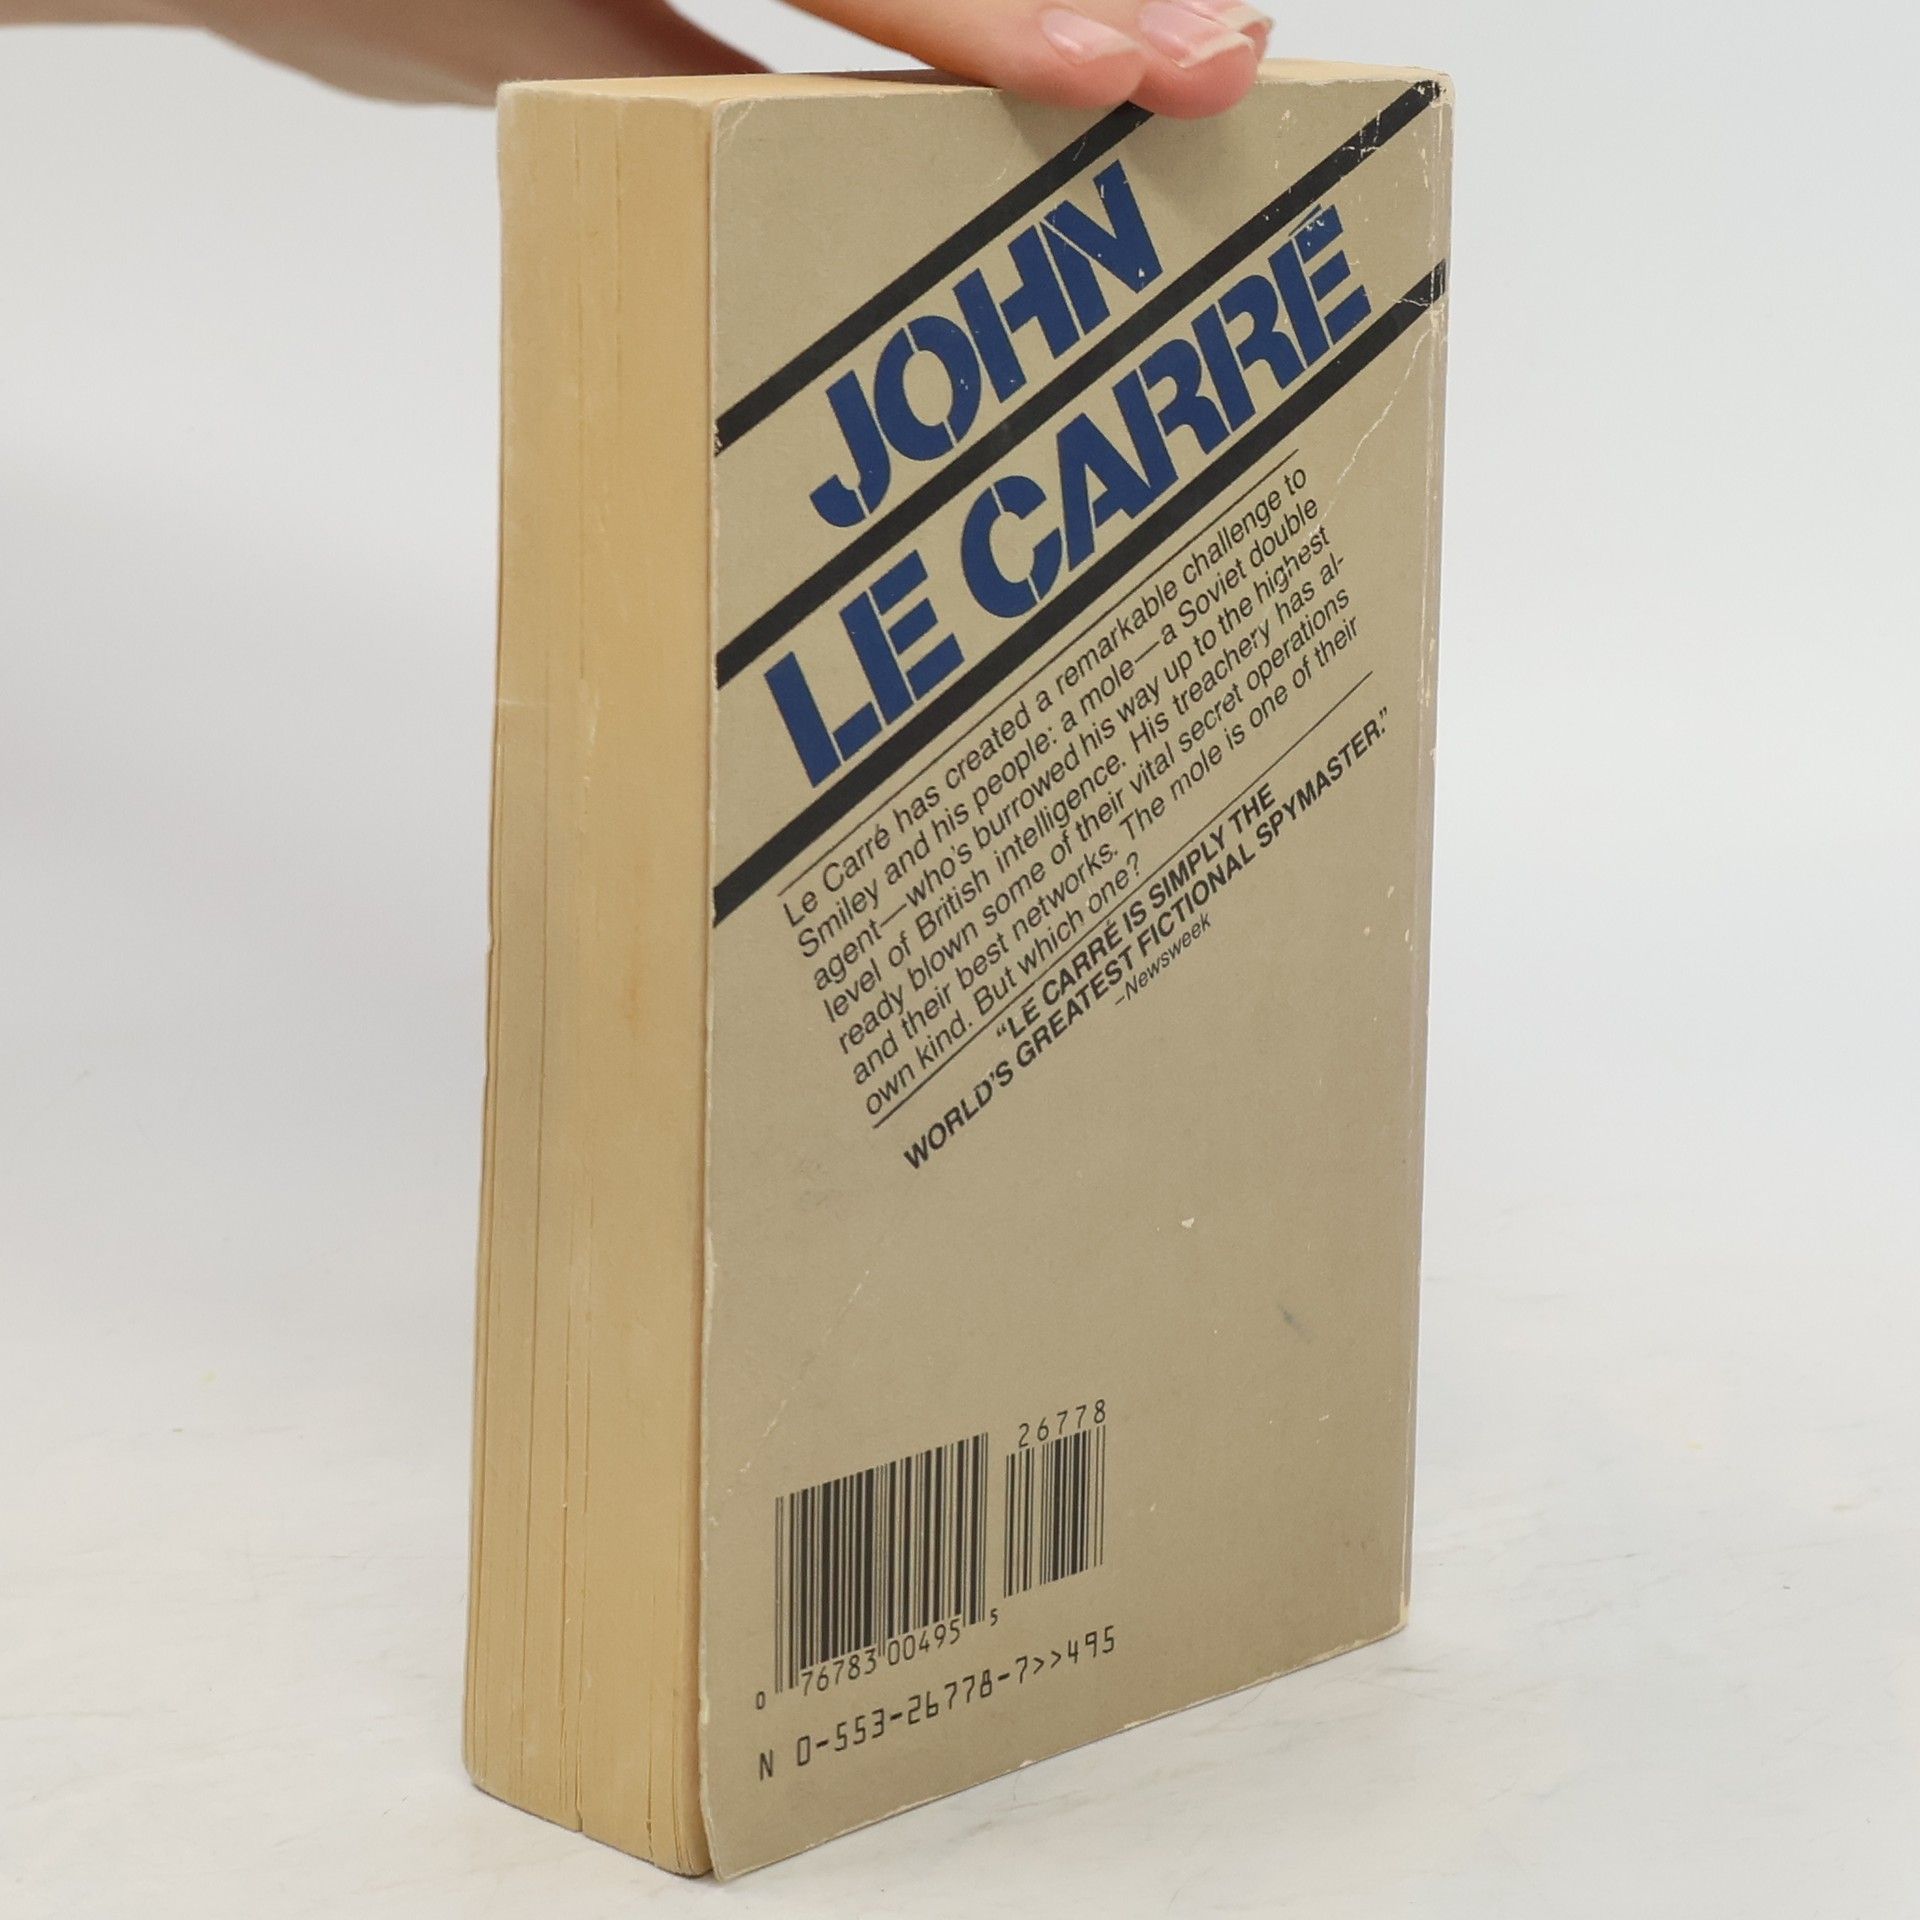 JOHN
LE CARRÉ
Le Carré has created a remarkable challenge to
Smiley and his people: a mole—a Soviet double
agent—who's burrowed his way up to the highest
level of British intelligence. His treachery has al-
ready blown some of their vital secret operations
and their best networks. The mole is one of their
own kind. But which one?
“LE CARRÉ IS SIMPLY THE
WORLD'S GREATEST FICTIONAL SPYMASTER.”
–Newsweek
26778
0 76783 00495 5
N 0-553-26778-7>>495